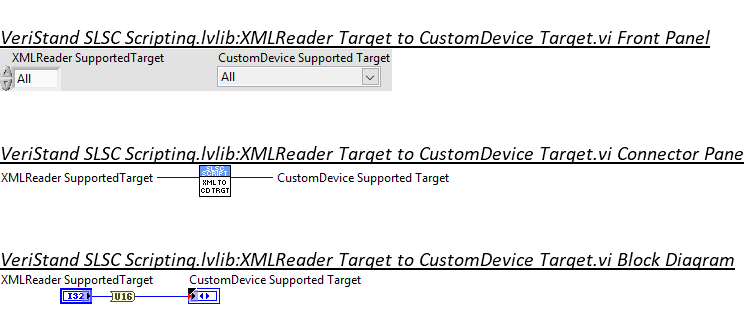 VeriStand SLSC Scripting.lvlib:XMLReader Target to CustomDevice Target.vi Front Panel
XMLReader SupportedTarget CustomDevice Supported Target
All All
VeriStand SLSC Scripting.lvlib:XMLReader Target to CustomDevice Target.vi Connector Pane
XMLReader SupportedTarget SLSC SCRIPT XML TO CD TRGT CustomDevice Supported Target
VeriStand SLSC Scripting.lvlib:XMLReader Target to CustomDevice Target.vi Block Diagram
XMLReader SupportedTarget CustomDevice Supported Target
I32 U16